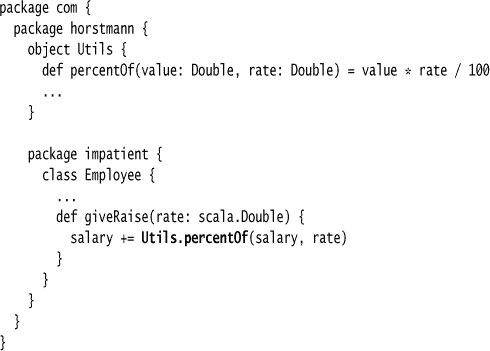 package com {
  package horstmann {
    object Utils {
      def percentOf(value: Double, rate: Double) = value * rate / 100
      ...
    }
    package impatient {
      class Employee {
        ...
        def giveRaise(rate: scala.Double) {
          salary += Utils.percentOf(salary, rate)
        }
      }
    }
  }
}